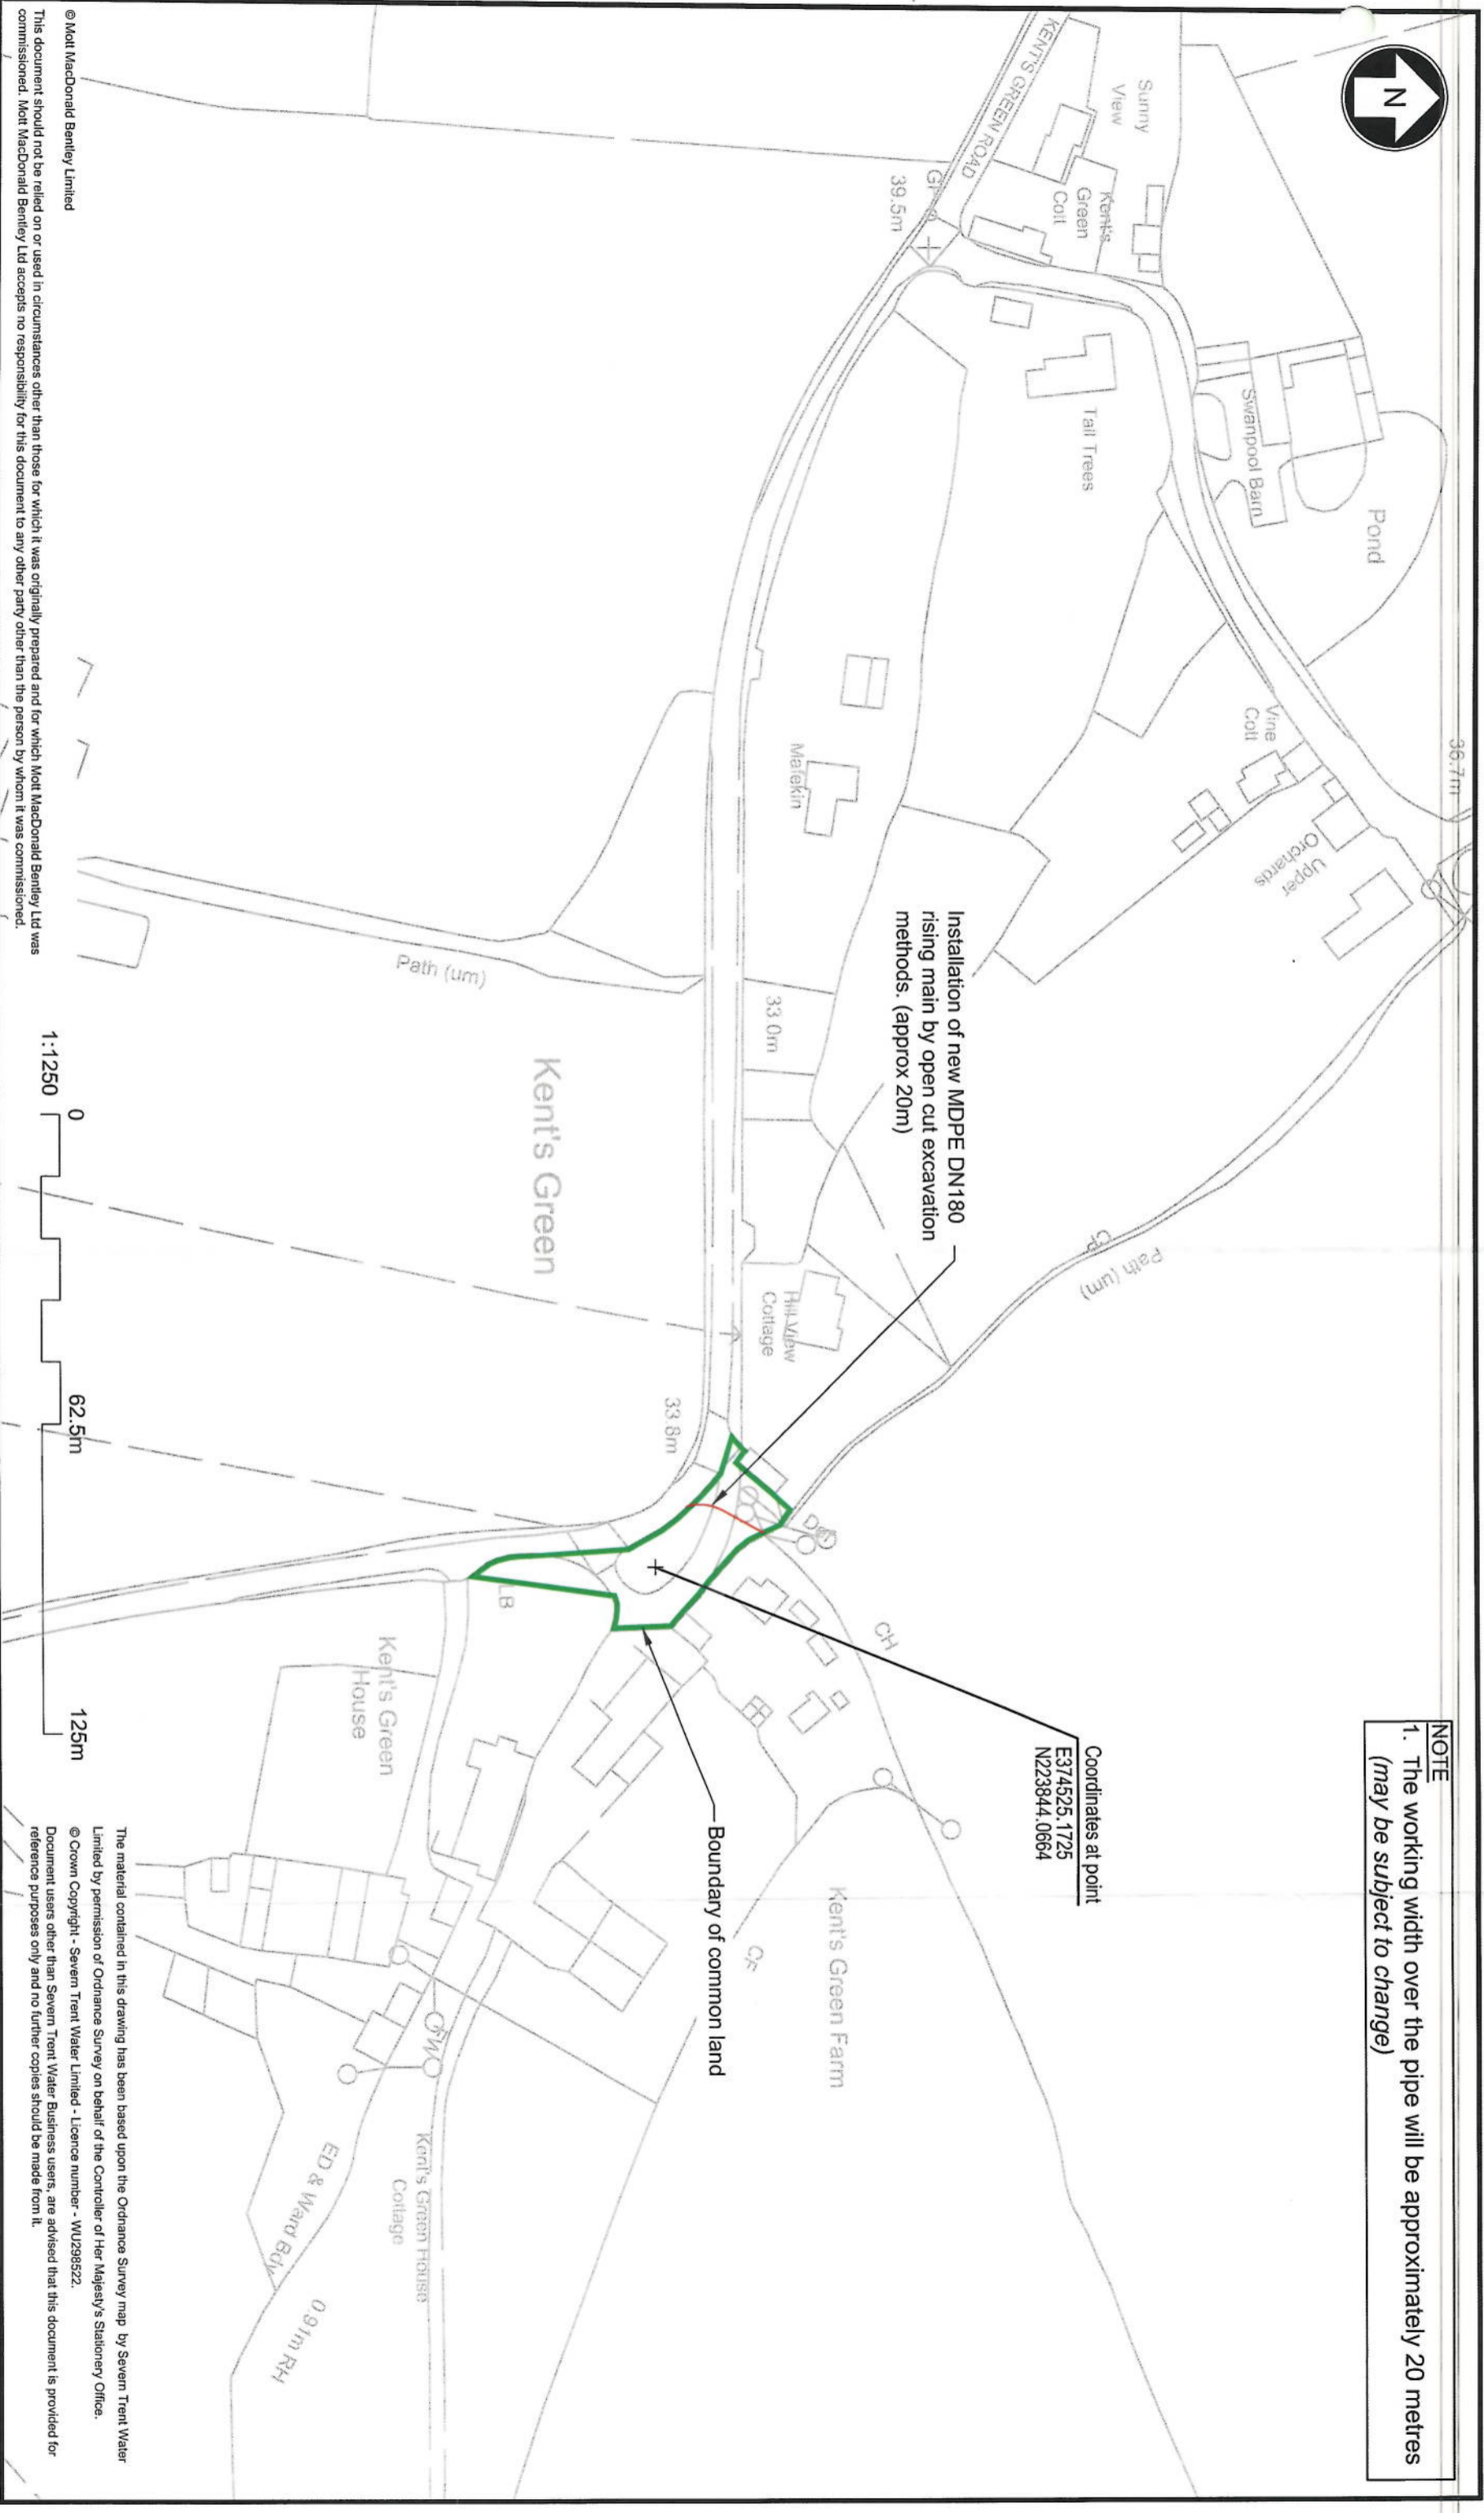 NOTE
1. The working width over the pipe will be approximately 20 metres
(may be subject to change)
N
36.7m
Pond
Swanpool Barn
Sunny
View
Kent's
Green
Cott
KENT'S GREEN ROAD
39.5m
Tall Trees
Vine
Cott
Upper
Orchards
Mafekin
33.0m
Path (um)
CR
Path (um)
Installation of new MDPE DN180
rising main by open cut excavation
methods. (approx 20m)
Hill View
Cottage
33.8m
Kent's Green
Coordinates at point
E374525.1725
N223844.0664
CH
Kent's Green Farm
Boundary of common land
LB
Kent's Green
House
Kent's Green House
Cottage
ED & Ward Bdy
0.91m RH
FW
1:1250
0
62.5m
125m
© Mott MacDonald Bentley Limited
This document should not be relied on or used in circumstances other than those for which it was originally prepared and for which Mott MacDonald Bentley Ltd was
commissioned. Mott MacDonald Bentley Ltd accepts no responsibility for this document to any other party other than the person by whom it was commissioned.
The material contained in this drawing has been based upon the Ordnance Survey map by Severn Trent Water
Limited by permission of Ordnance Survey on behalf of the Controller of Her Majesty's Stationery Office.
© Crown Copyright - Severn Trent Water Limited - Licence number - WU298522.
Document users other than Severn Trent Water Business users, are advised that this document is provided for
reference purposes only and no further copies should be made from it.